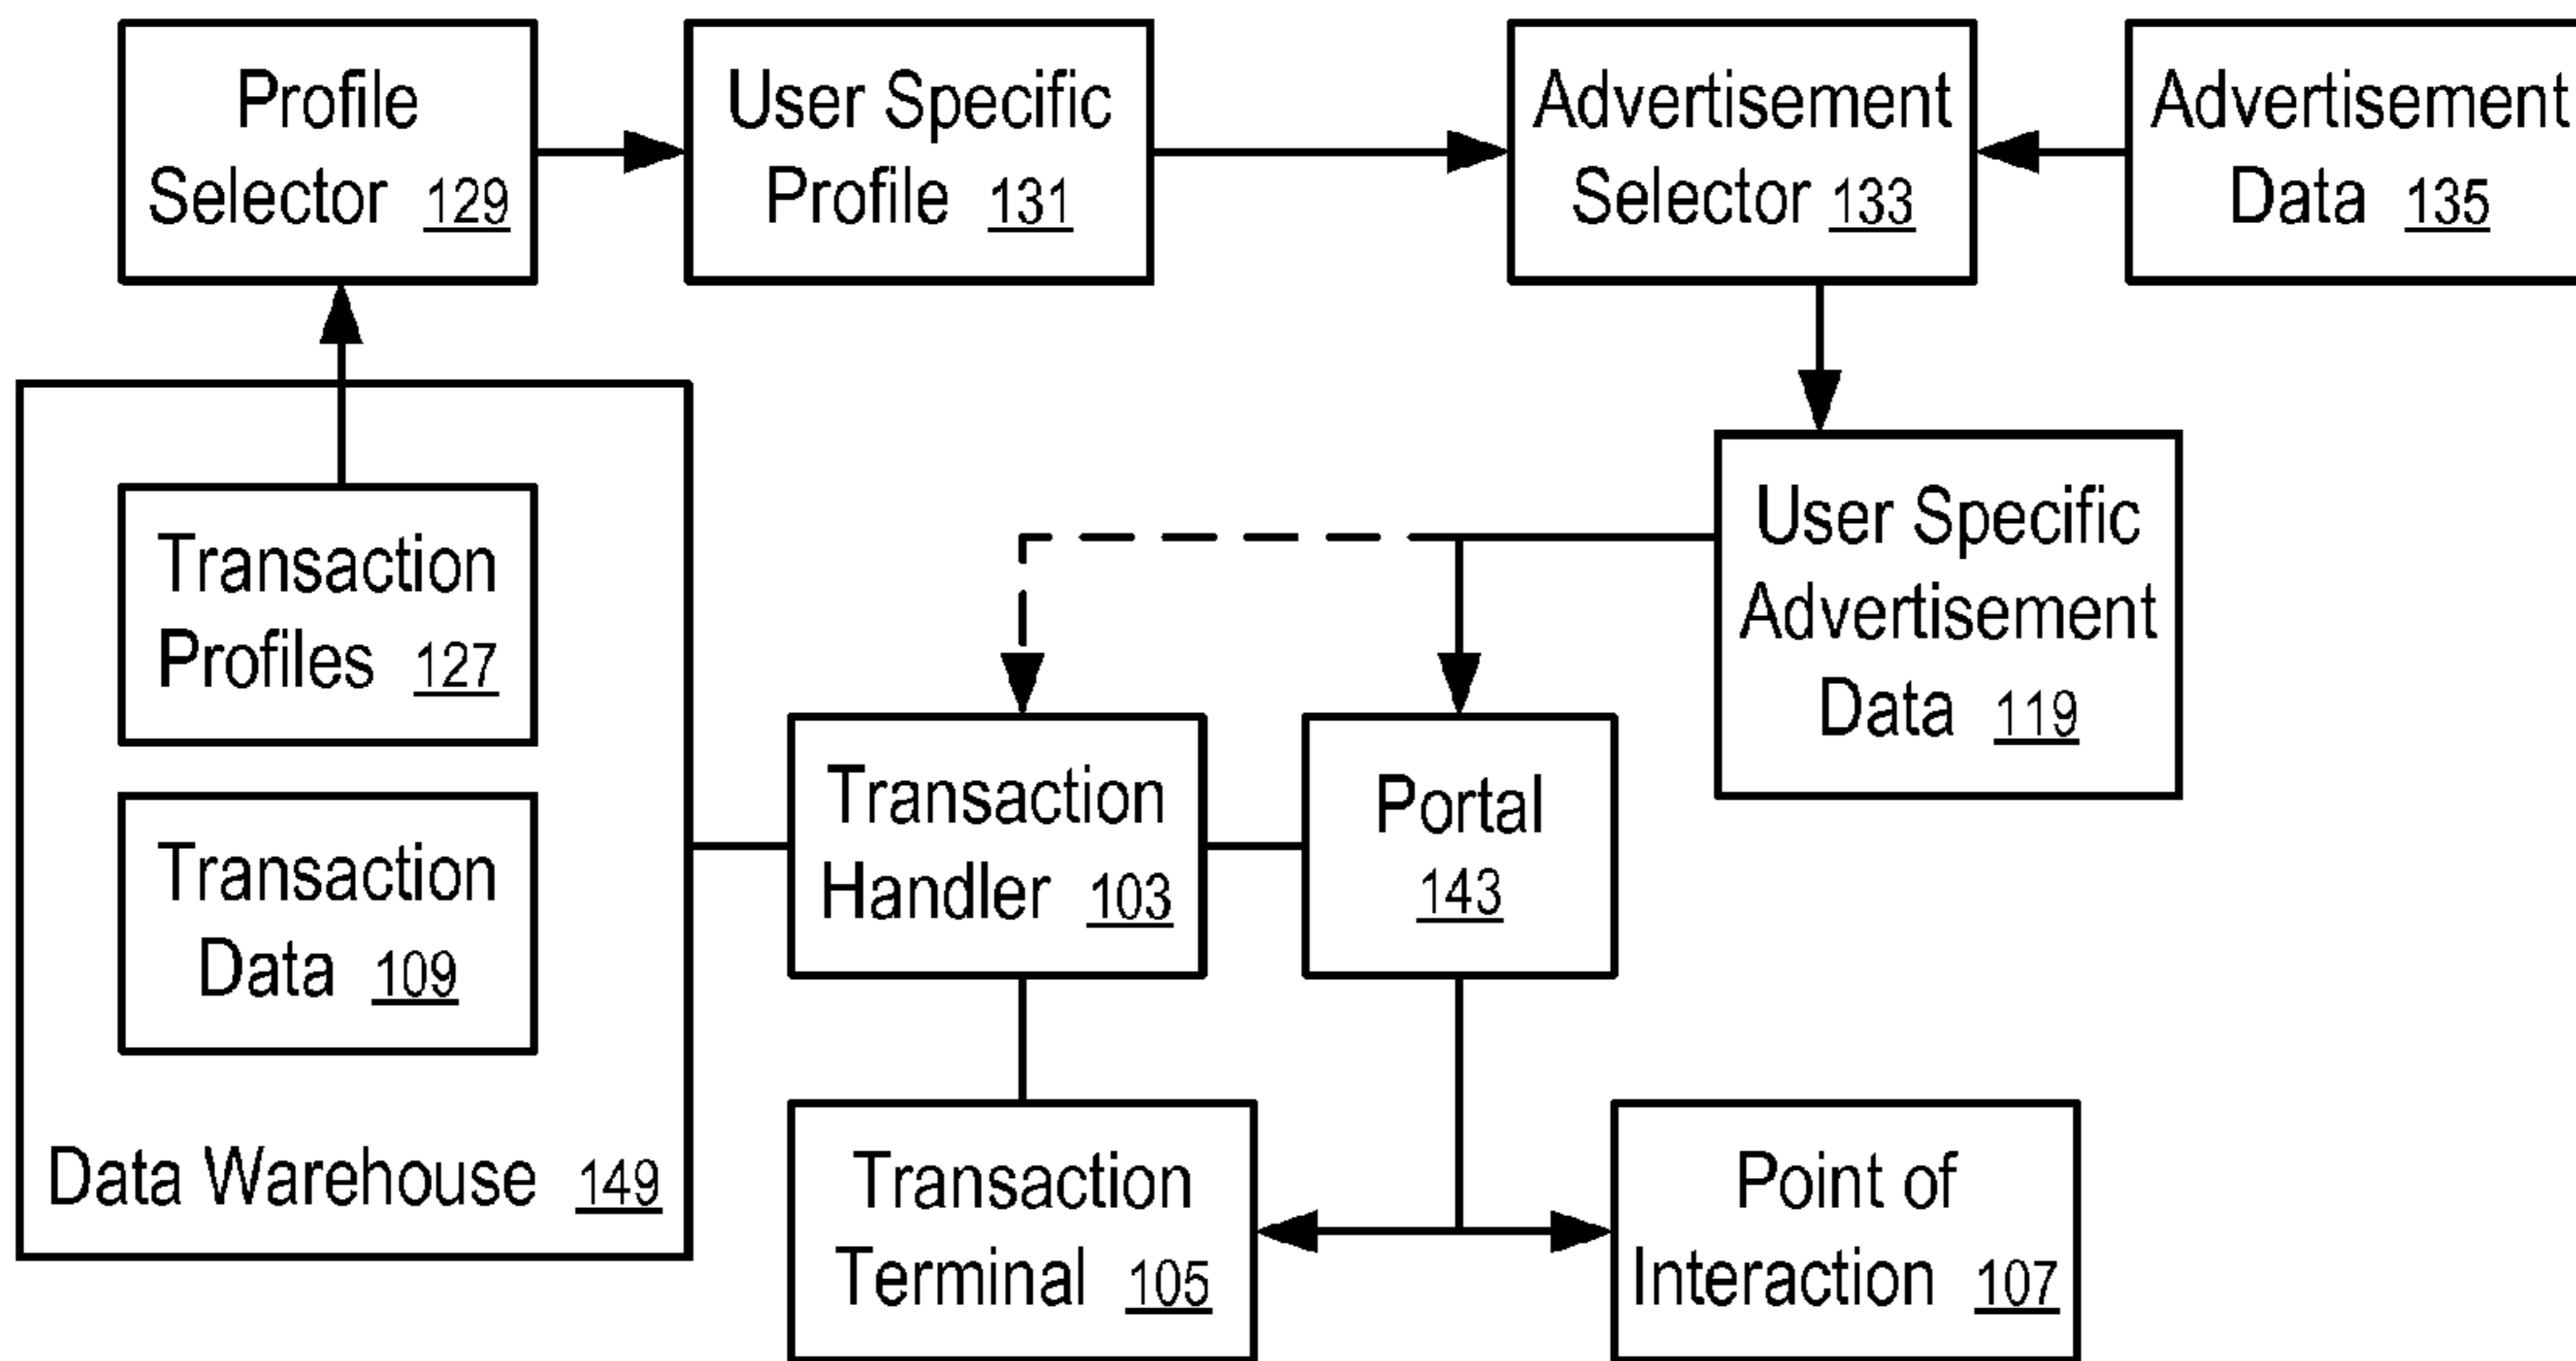 Profile
Selector 129
User Specific
Profile 131
Advertisement
Selector 133
Advertisement
Data 135
Transaction
Profiles 127
Transaction
Data 109
Data Warehouse 149
User Specific
Advertisement
Data 119
Transaction
Handler 103
Portal
143
Transaction
Terminal 105
Point of
Interaction 107